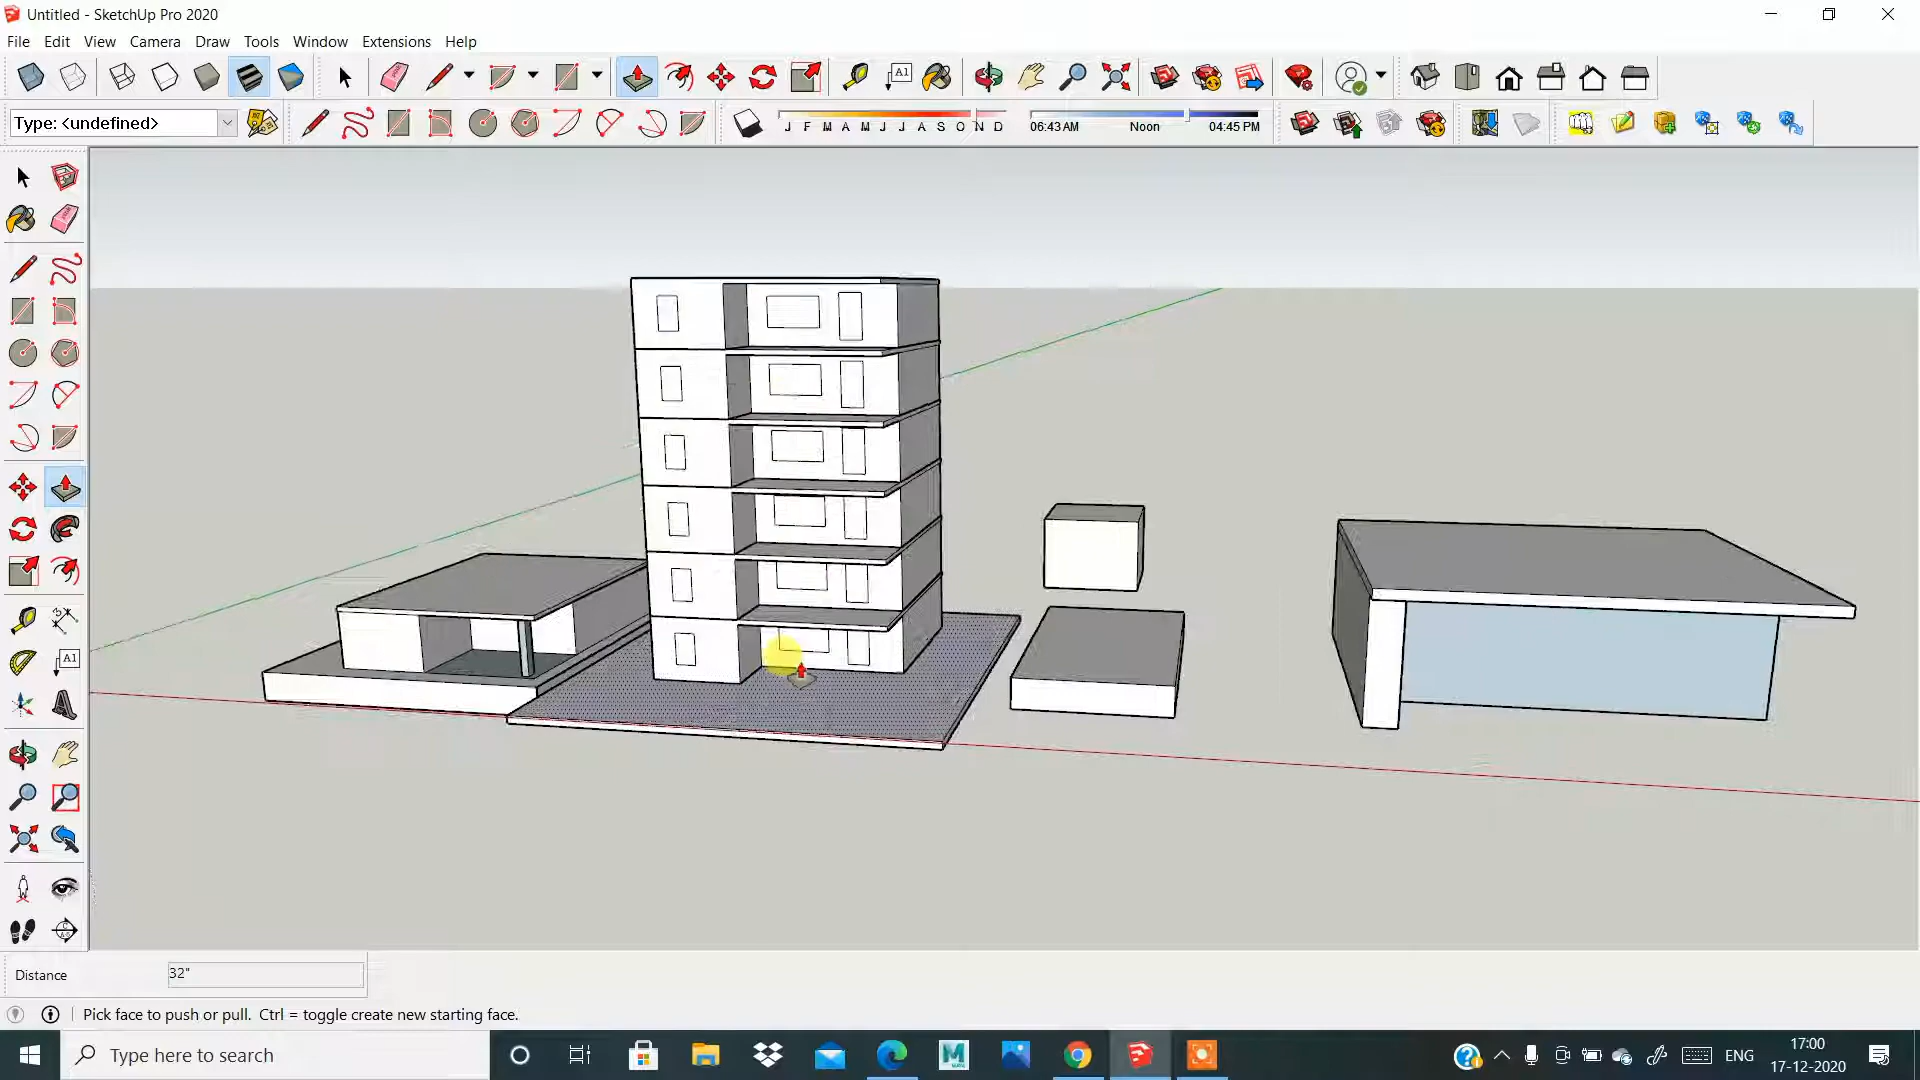 Untitled - SketchUp Pro 2020
File Edit View Camera Draw Tools Window Extensions Help
A1
Type: <undefined>
J F M A M J J A S O N D
06:43 AM Noon 04:45 PM
A1
Distance 32"
Pick face to push or pull. Ctrl = toggle create new starting face.
Type here to search
ENG
17:00
17-12-2020